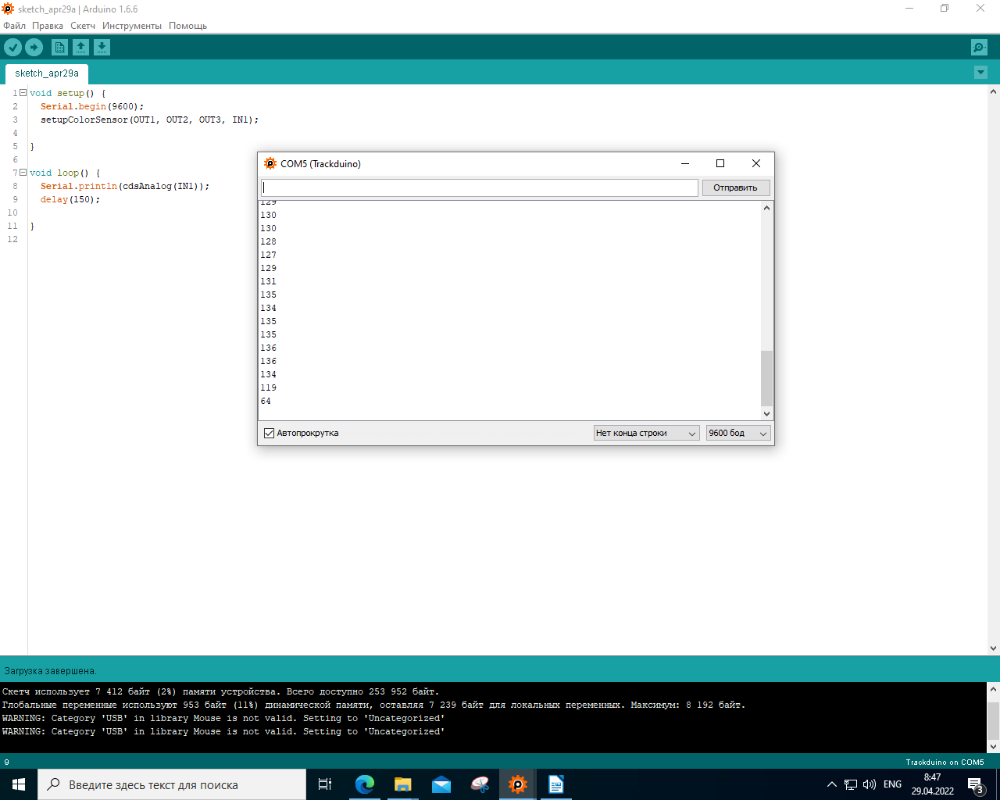 sketch_apr29a | Arduino 1.6.6
Файл Правка Скетч Инструменты Помощь
sketch_apr29a
1 void setup() {
2 Serial.begin(9600);
3 setupColorSensor(OUT1, OUT2, OUT3, IN1);
4
5 }
6
7 void loop() {
8 Serial.println(cdsAnalog(IN1));
9 delay(150);
10
11 }
12
COM5 (Trackduino)
Отправить
129
130
130
128
127
129
131
135
134
135
135
136
136
134
119
64
Автопрокрутка
Нет конца строки
9600 бод
Загрузка завершена.
Скетч использует 7 412 байт (2%) памяти устройства. Всего доступно 253 952 байт.
Глобальные переменные используют 953 байт (11%) динамической памяти, оставляя 7 239 байт для локальных переменных. Максимум: 8 192 байт.
WARNING: Category 'USB' in library Mouse is not valid. Setting to 'Uncategorized'
WARNING: Category 'USB' in library Mouse is not valid. Setting to 'Uncategorized'
9
Trackduino on COM5
Введите здесь текст для поиска
ENG
8:47
29.04.2022
3